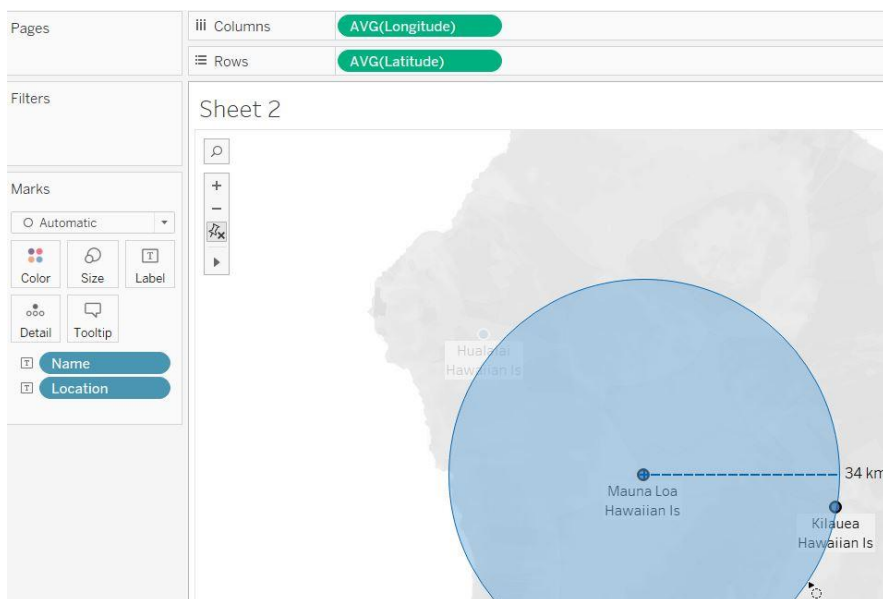 Pages
iii Columns
AVG(Longitude)
Rows
AVG(Latitude)
Filters
Sheet 2
Marks
Automatic
Color
Size
T
Label
Detail
Tooltip
T Name
T Location
Hualalai
Hawaiian Is
Mauna Loa
Hawaiian Is
34 km
Kilauea
Hawaiian Is